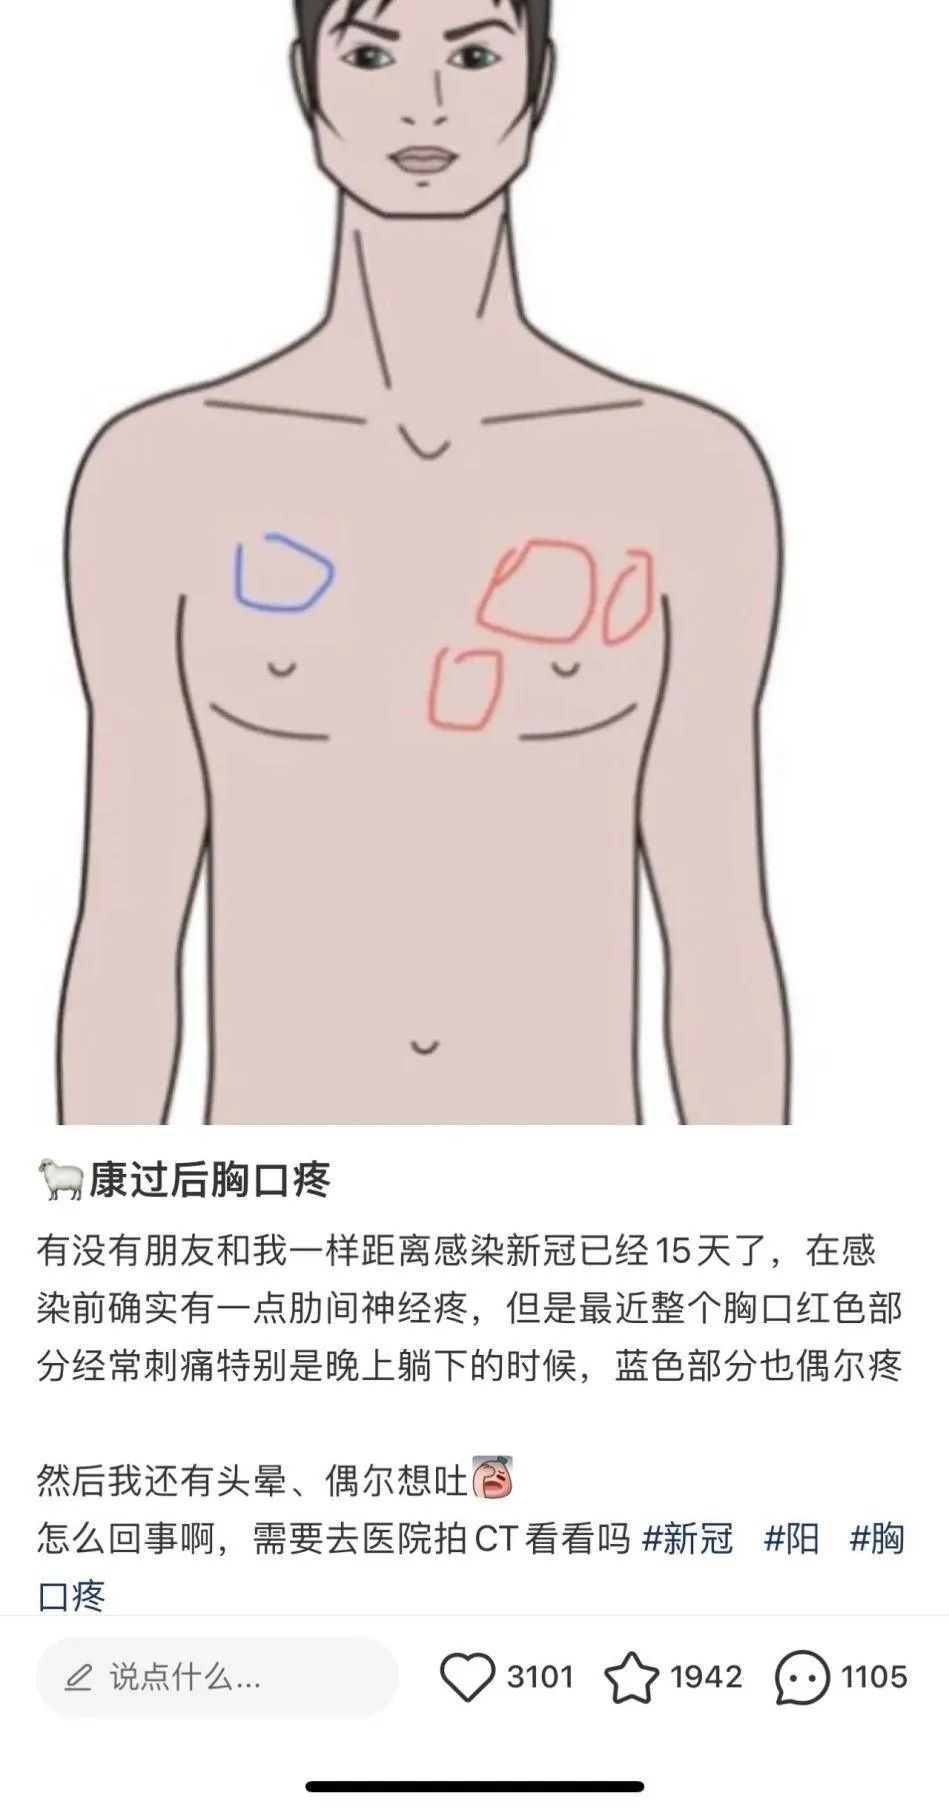 🐑康过后胸口疼
有没有朋友和我一样距离感染新冠已经15天了，在感
染前确实有一点肋间神经疼，但是最近整个胸口红色部
分经常刺痛特别是晚上躺下的时候，蓝色部分也偶尔疼
然后我还有头晕、偶尔想吐
怎么回事啊，需要去医院拍CT看看吗 #新冠 #阳 #胸
口疼
说点什么... 3101 1942 1105